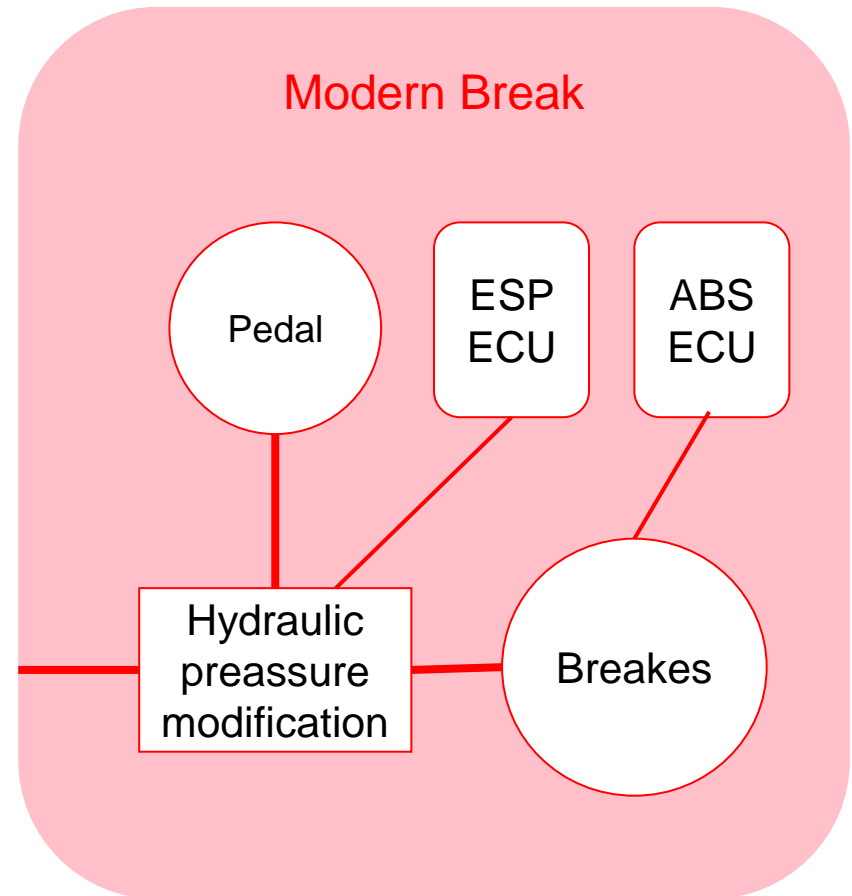 Modern Break
Pedal
ESP
ECU
ABS
ECU
Hydraulic
preassure
modification
Breakes